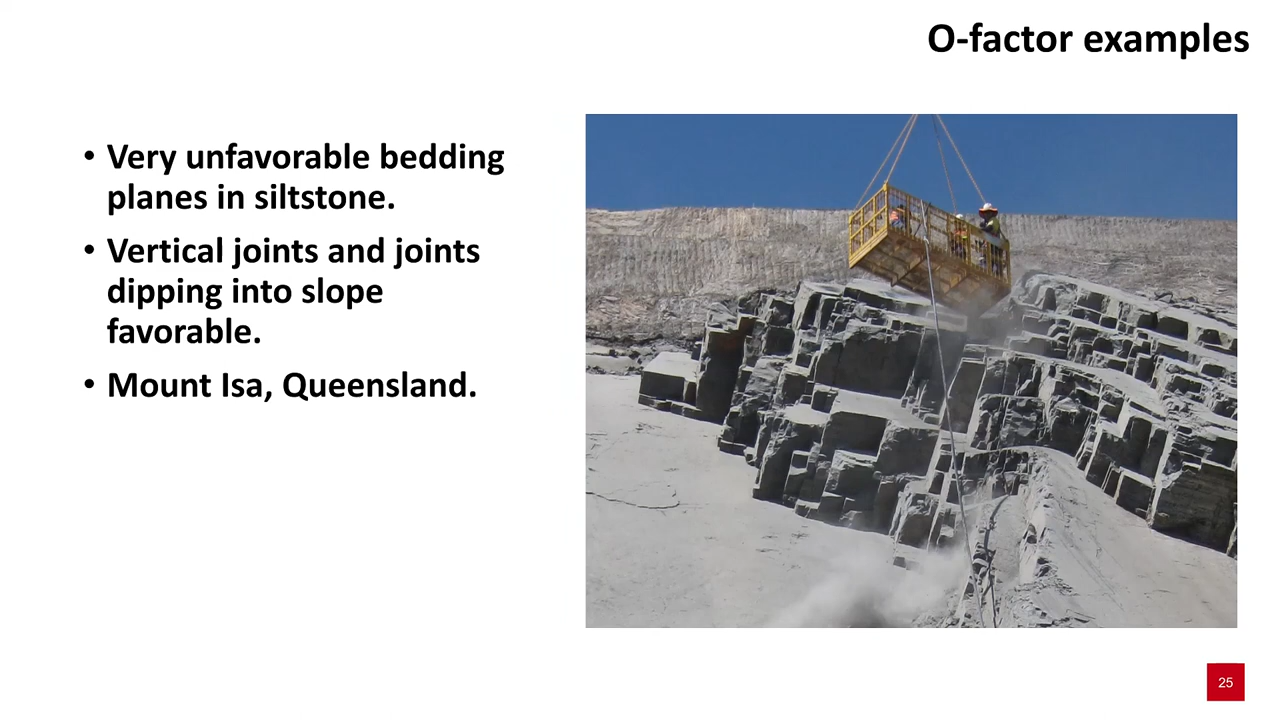 O-factor examples
• Very unfavorable bedding
planes in siltstone.
• Vertical joints and joints
dipping into slope
favorable.
• Mount Isa, Queensland.
25